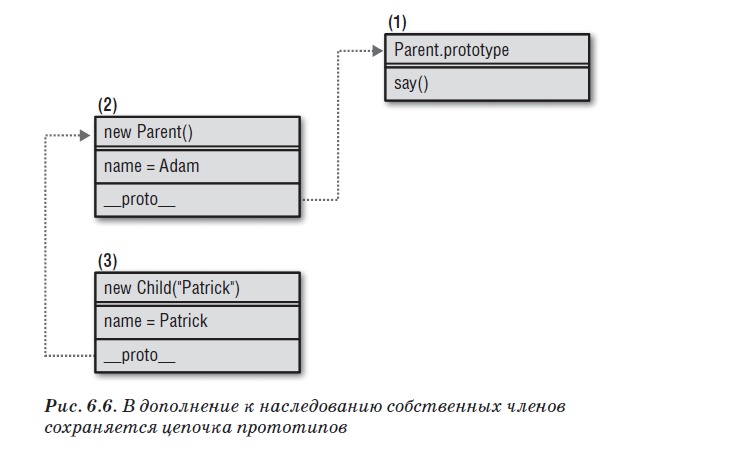 (1)
Parent.prototype
say()
(2)
new Parent()
name = Adam
__proto__
(3)
new Child("Patrick")
name = Patrick
__proto__
Рис. 6.6. В дополнение к наследованию собственных членов
сохраняется цепочка прототипов